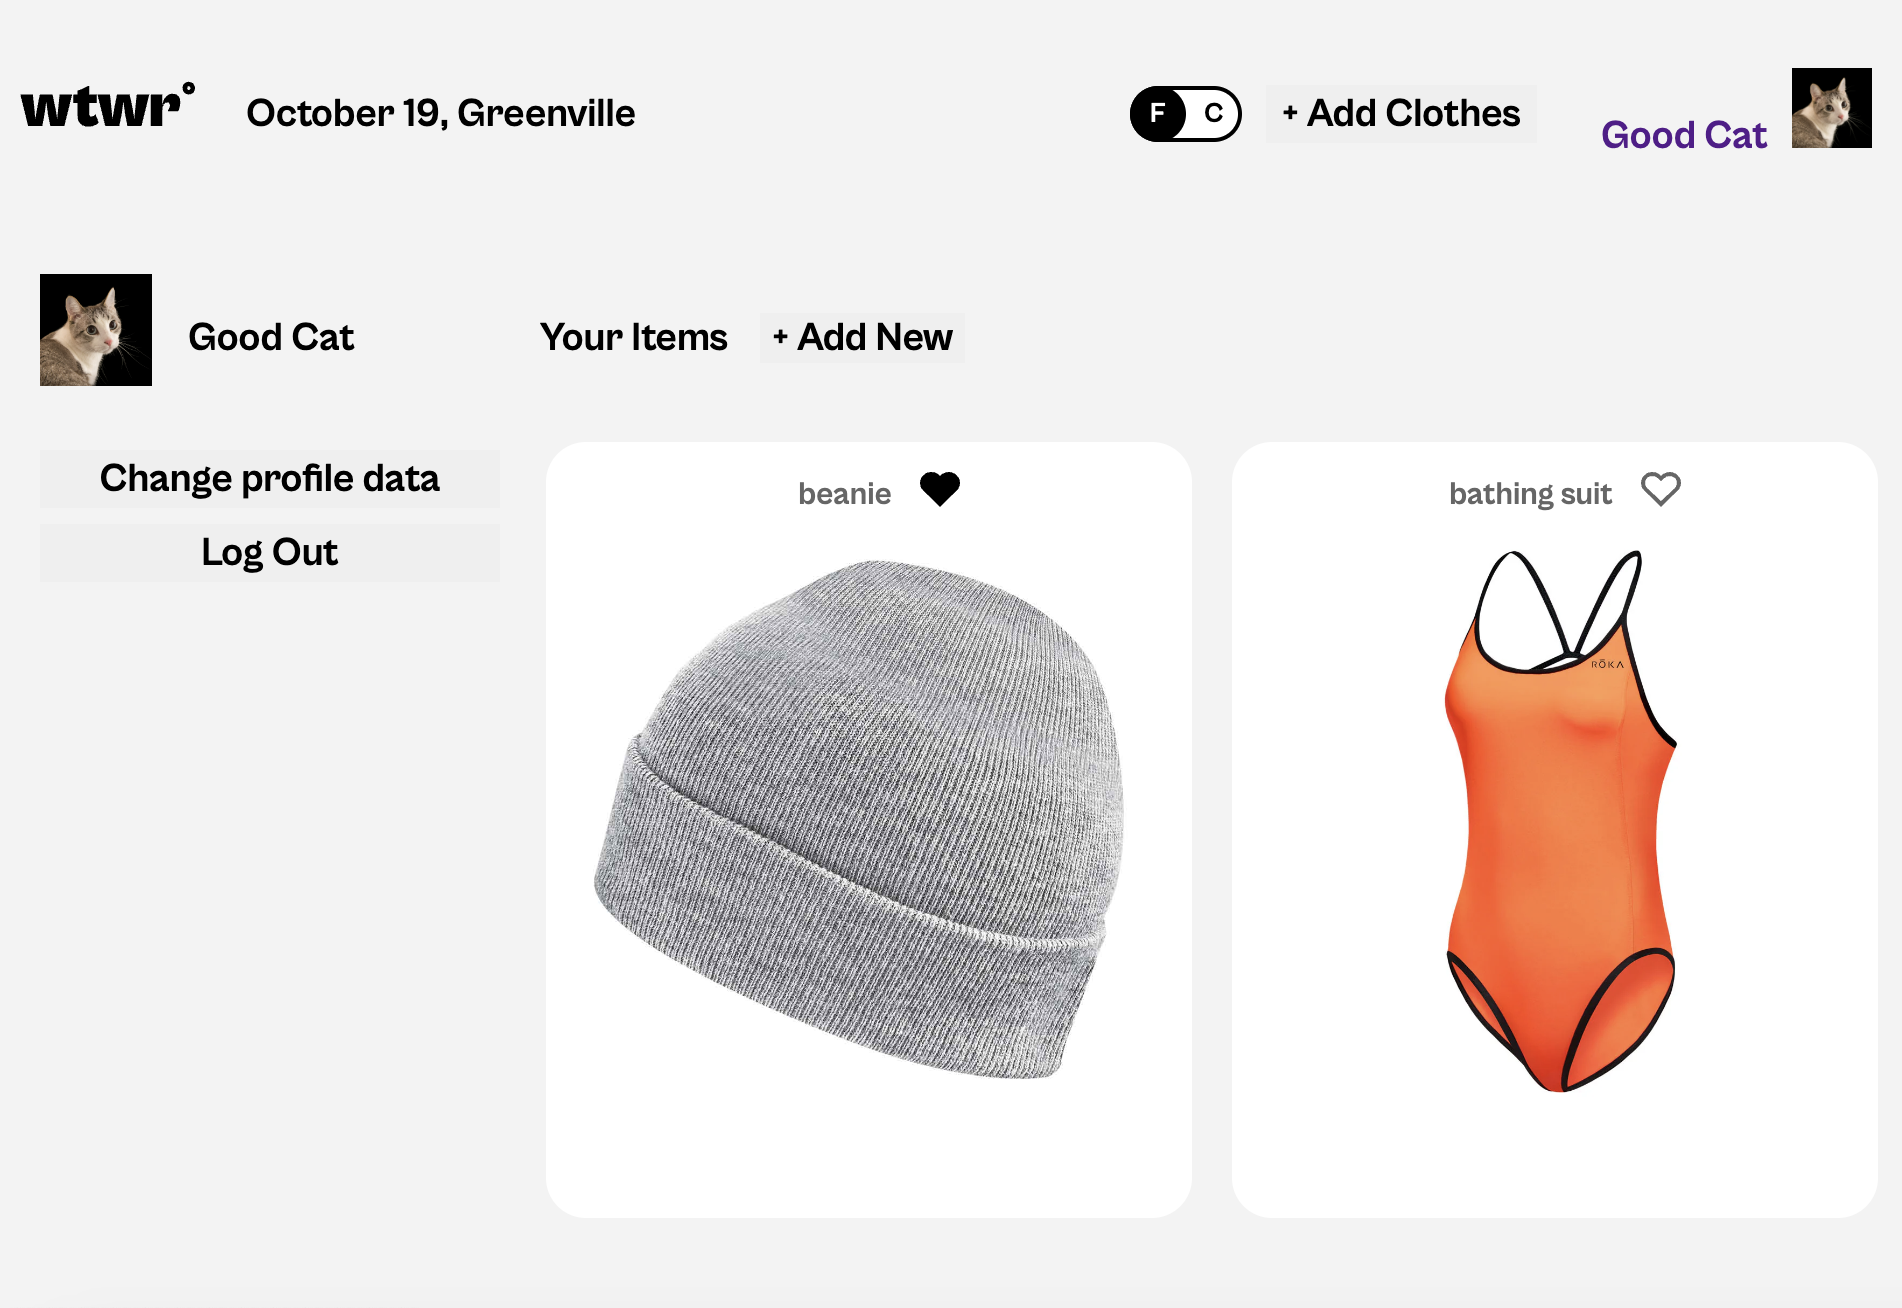 wtwr°
October 19, Greenville
F C
+ Add Clothes
Good Cat
Good Cat
Your Items
+ Add New
Change profile data
Log Out
beanie
bathing suit
RŌKA